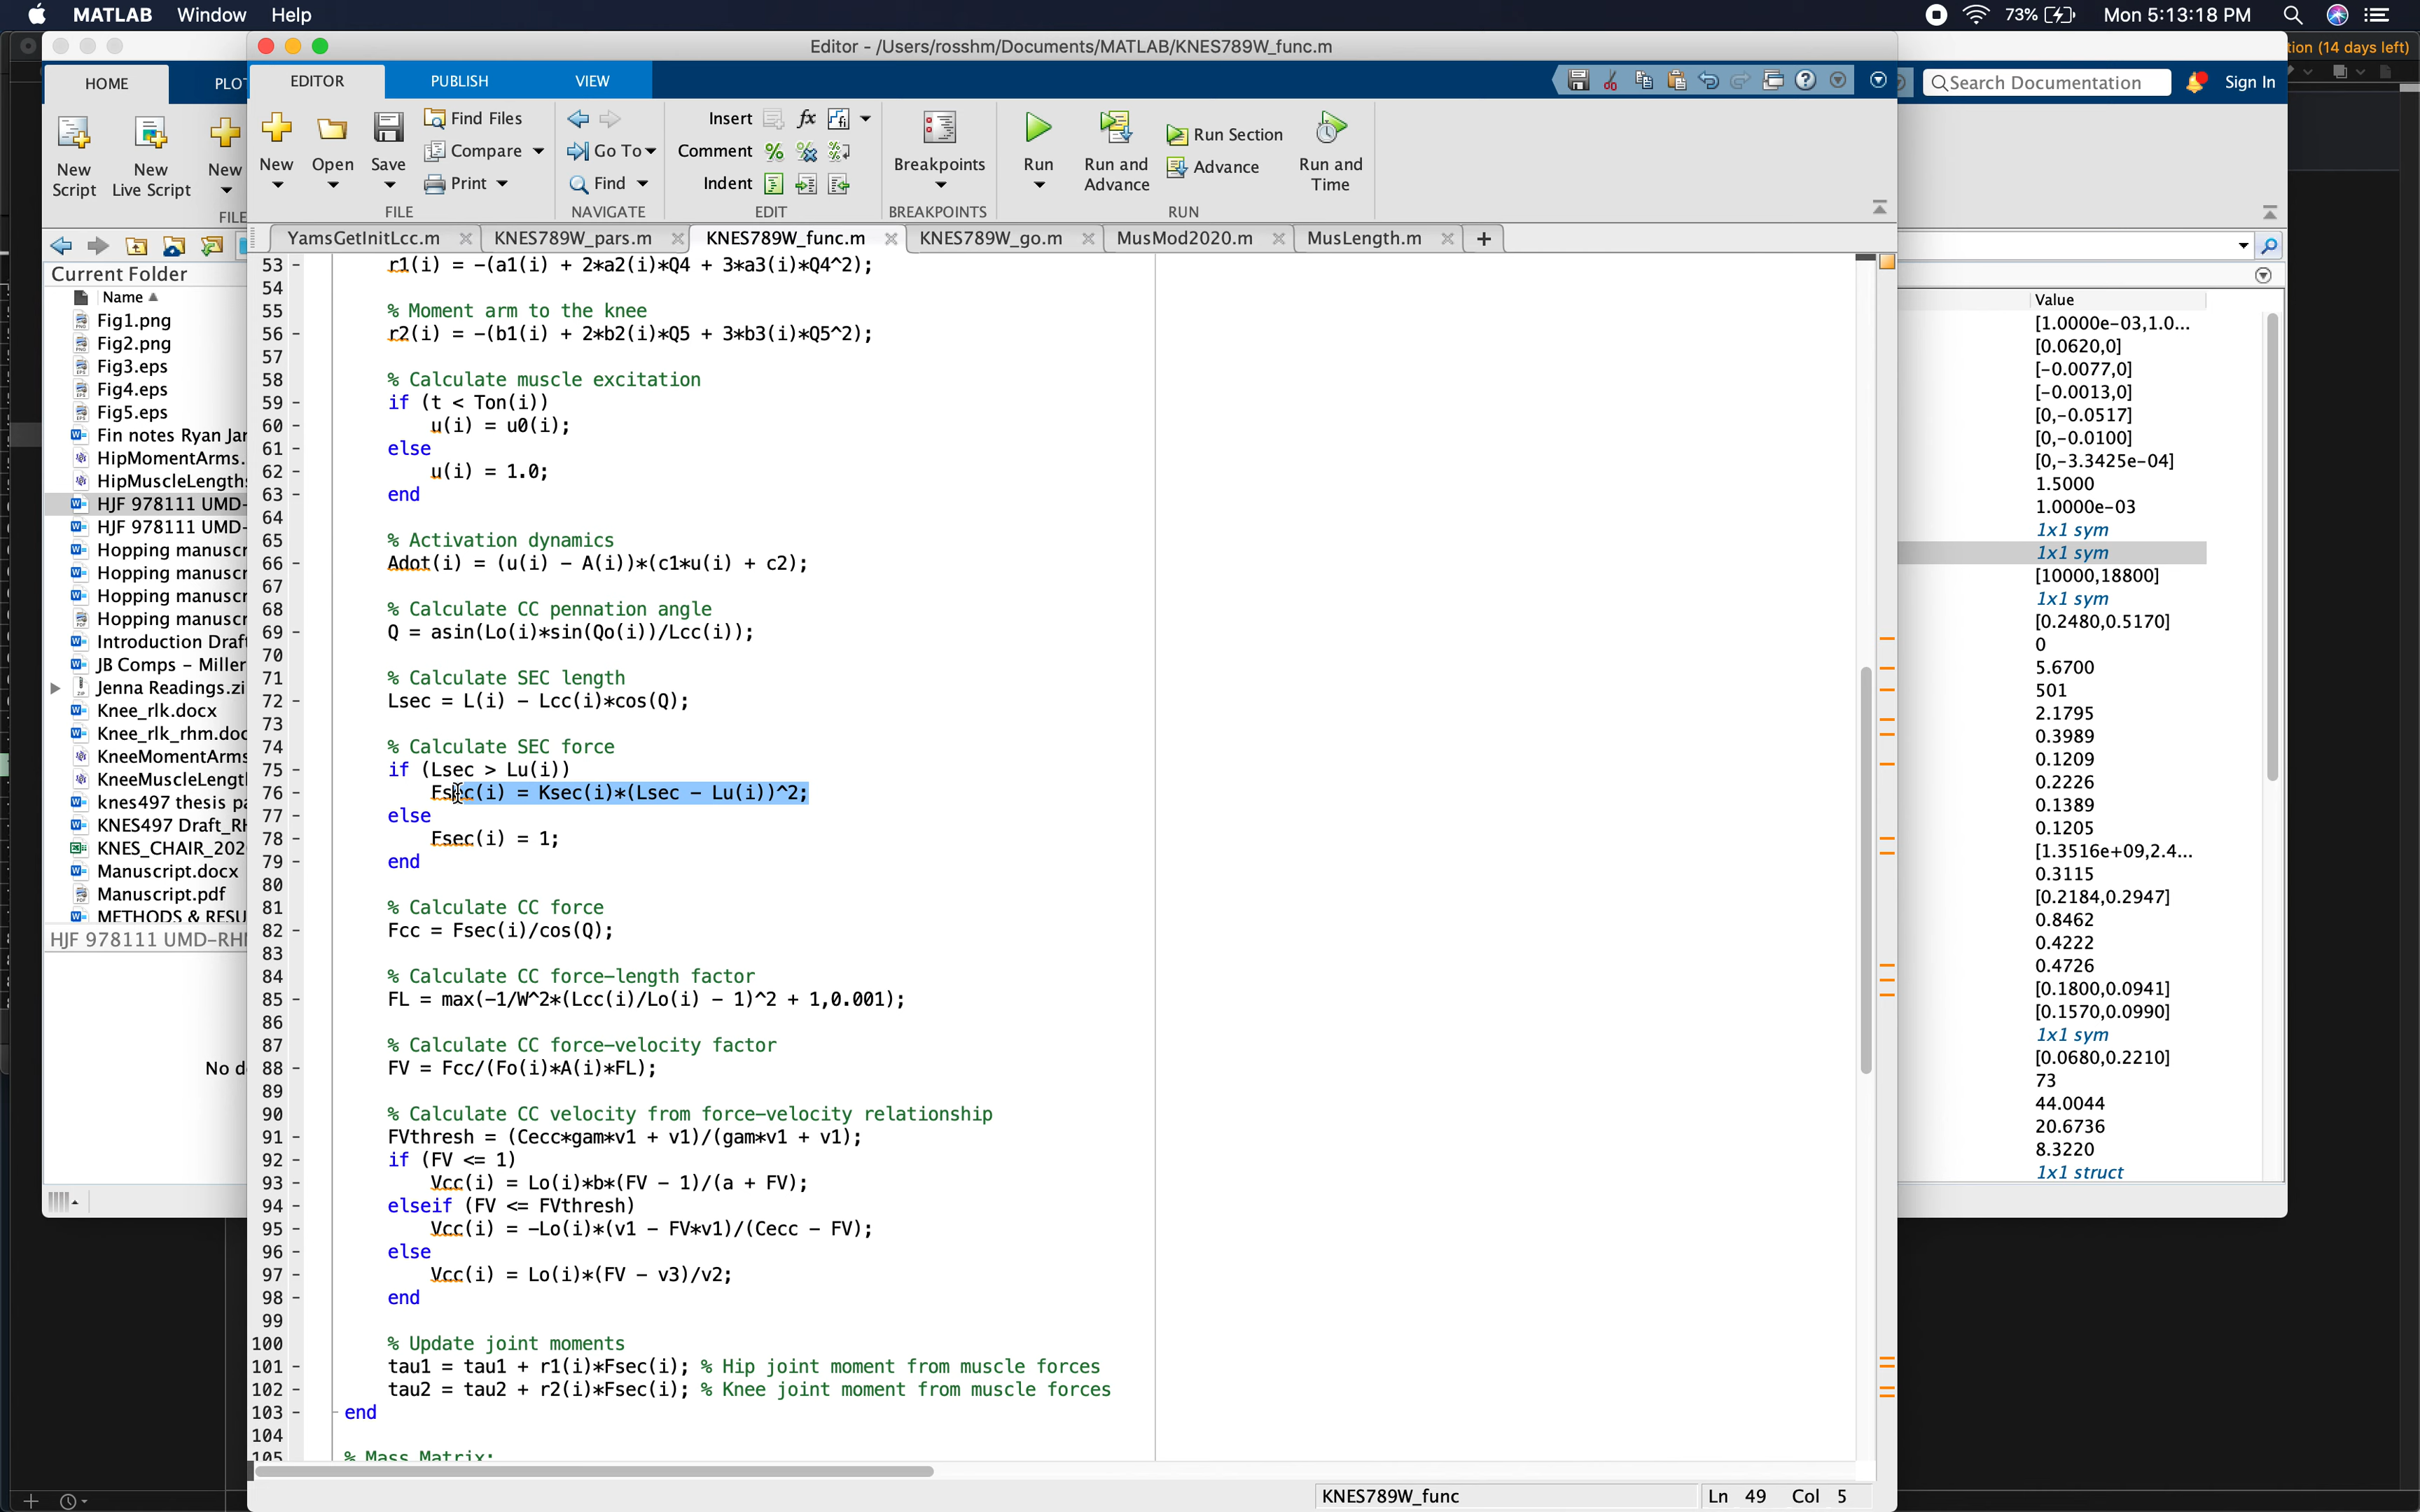 MATLAB Window Help
73% Mon 5:13:18 PM
Editor - /Users/rosshm/Documents/MATLAB/KNES789W_func.m
tion (14 days left)
HOME PLOT
EDITOR PUBLISH VIEW
Search Documentation Sign In
New Script
New Live Script
New
FILE
New Open Save
Find Files
Compare
Print
FILE
Go To
Find
NAVIGATE
Insert
Comment
Indent
EDIT
Breakpoints
BREAKPOINTS
Run
Run and Advance
Run Section
Advance
Run and Time
RUN
YamsGetInitLcc.m KNES789W_pars.m KNES789W_func.m KNES789W_go.m MusMod2020.m MusLength.m
Current Folder
Name
Fig1.png
Fig2.png
Fig3.eps
Fig4.eps
Fig5.eps
Fin notes Ryan Jar
HipMomentArms.
HipMuscleLengths
HJF 978111 UMD-
HJF 978111 UMD-
Hopping manuscr
Hopping manuscr
Hopping manuscr
Hopping manuscr
Introduction Draft
JB Comps - Miller
Jenna Readings.zi
Knee_rlk.docx
Knee_rlk_rhm.doc
KneeMomentArms
KneeMuscleLengt
knes497 thesis pa
KNES497 Draft_RH
KNES_CHAIR_202
Manuscript.docx
Manuscript.pdf
METHODS & RESU
HJF 978111 UMD-RHM
No d
53 - r1(i) = -(a1(i) + 2*a2(i)*Q4 + 3*a3(i)*Q4^2);
54
55 % Moment arm to the knee
56 - r2(i) = -(b1(i) + 2*b2(i)*Q5 + 3*b3(i)*Q5^2);
57
58 % Calculate muscle excitation
59 - if (t < Ton(i))
60 - u(i) = u0(i);
61 - else
62 - u(i) = 1.0;
63 - end
64
65 % Activation dynamics
66 - Adot(i) = (u(i) - A(i))*(c1*u(i) + c2);
67
68 % Calculate CC pennation angle
69 - Q = asin(Lo(i)*sin(Qo(i))/Lcc(i));
70
71 % Calculate SEC length
72 - Lsec = L(i) - Lcc(i)*cos(Q);
73
74 % Calculate SEC force
75 - if (Lsec > Lu(i))
76 - Fsec(i) = Ksec(i)*(Lsec - Lu(i))^2;
77 - else
78 - Fsec(i) = 1;
79 - end
80
81 % Calculate CC force
82 - Fcc = Fsec(i)/cos(Q);
83
84 % Calculate CC force-length factor
85 - FL = max(-1/W^2*(Lcc(i)/Lo(i) - 1)^2 + 1,0.001);
86
87 % Calculate CC force-velocity factor
88 - FV = Fcc/(Fo(i)*A(i)*FL);
89
90 % Calculate CC velocity from force-velocity relationship
91 - FVthresh = (Cecc*gam*v1 + v1)/(gam*v1 + v1);
92 - if (FV <= 1)
93 - Vcc(i) = Lo(i)*b*(FV - 1)/(a + FV);
94 - elseif (FV <= FVthresh)
95 - Vcc(i) = -Lo(i)*(v1 - FV*v1)/(Cecc - FV);
96 - else
97 - Vcc(i) = Lo(i)*(FV - v3)/v2;
98 - end
99
100 % Update joint moments
101 - tau1 = tau1 + r1(i)*Fsec(i); % Hip joint moment from muscle forces
102 - tau2 = tau2 + r2(i)*Fsec(i); % Knee joint moment from muscle forces
103 - end
104
105 % Mass Matrix:
Value
[1.0000e-03,1.0...
[0.0620,0]
[-0.0077,0]
[-0.0013,0]
[0,-0.0517]
[0,-0.0100]
[0,-3.3425e-04]
1.5000
1.0000e-03
1x1 sym
1x1 sym
[10000,18800]
1x1 sym
[0.2480,0.5170]
0
5.6700
501
2.1795
0.3989
0.1209
0.2226
0.1389
0.1205
[1.3516e+09,2.4...
0.3115
[0.2184,0.2947]
0.8462
0.4222
0.4726
[0.1800,0.0941]
[0.1570,0.0990]
1x1 sym
[0.0680,0.2210]
73
44.0044
20.6736
8.3220
1x1 struct
KNES789W_func Ln 49 Col 5